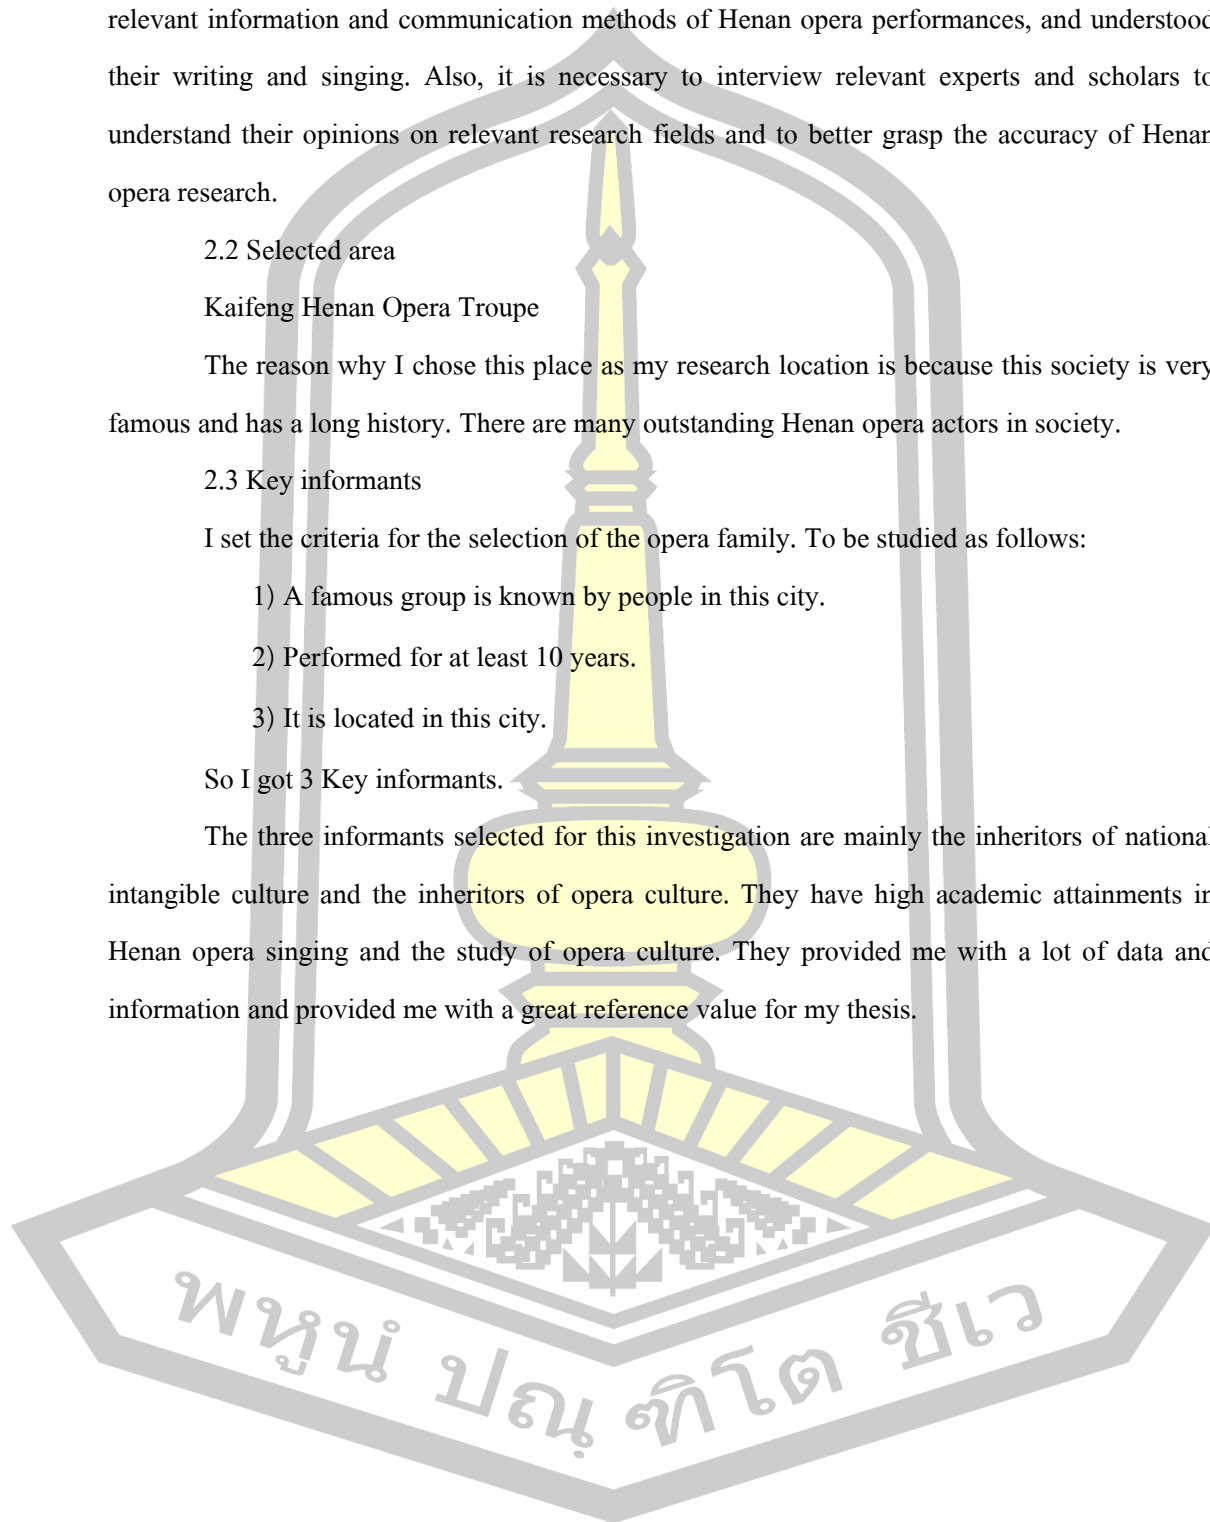 relevant information and communication methods of Henan opera performances, and understood
their writing and singing. Also, it is necessary to interview relevant experts and scholars to
understand their opinions on relevant research fields and to better grasp the accuracy of Henan
opera research.
2.2 Selected area
Kaifeng Henan Opera Troupe
The reason why I chose this place as my research location is because this society is very
famous and has a long history. There are many outstanding Henan opera actors in society.
2.3 Key informants
I set the criteria for the selection of the opera family. To be studied as follows:
1) A famous group is known by people in this city.
2) Performed for at least 10 years.
3) It is located in this city.
So I got 3 Key informants.
The three informants selected for this investigation are mainly the inheritors of national
intangible culture and the inheritors of opera culture. They have high academic attainments in
Henan opera singing and the study of opera culture. They provided me with a lot of data and
information and provided me with a great reference value for my thesis.
พหูนํ ปณฺฑิโต ชีเว